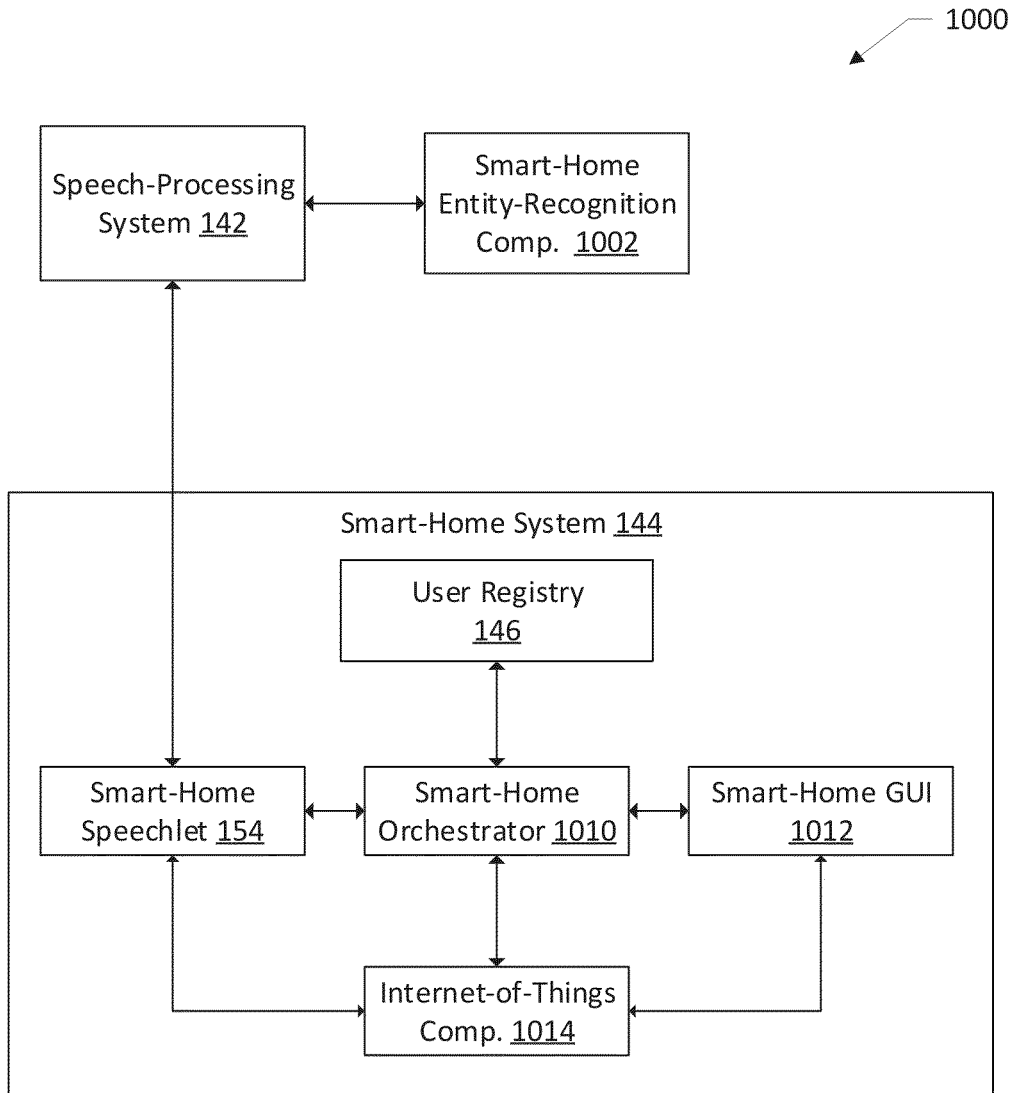 1000
Speech-Processing
System 142
Smart-Home
Entity-Recognition
Comp. 1002
Smart-Home System 144
User Registry
146
Smart-Home
Speechlet 154
Smart-Home
Orchestrator 1010
Smart-Home GUI
1012
Internet-of-Things
Comp. 1014